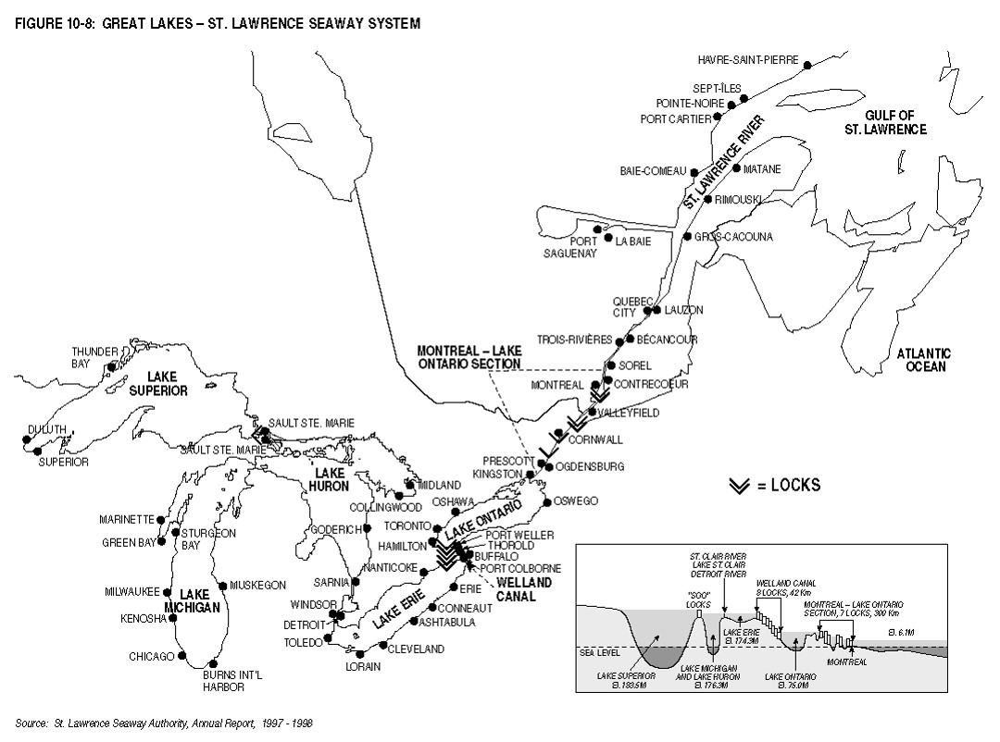 FIGURE 10-8: GREAT LAKES – ST. LAWRENCE SEAWAY SYSTEM
HAVRE-SAINT-PIERRE
SEPT-ÎLES
POINTE-NOIRE
PORT CARTIER
GULF OF
ST. LAWRENCE
ST. LAWRENCE RIVER
BAIE-COMEAU
MATANE
RIMOUSKI
GROS-CACOUNA
PORT
SAGUENAY
LA BAIE
QUEBEC
CITY
LAUZON
TROIS-RIVIÈRES
BÉCANCOUR
MONTREAL – LAKE
ONTARIO SECTION
SOREL
MONTREAL
CONTRECOEUR
ATLANTIC
OCEAN
VALLEYFIELD
CORNWALL
PRESCOTT
OGDENSBURG
KINGSTON
THUNDER
BAY
LAKE
SUPERIOR
DULUTH
SUPERIOR
SAULT STE. MARIE
SAULT STE. MARIE
LAKE
HURON
MIDLAND
COLLINGWOOD
OSHAWA
OSWEGO
LAKE ONTARIO
= LOCKS
MARINETTE
GREEN BAY
STURGEON
BAY
GODERICH
TORONTO
HAMILTON
PORT WELLER
THOROLD
BUFFALO
PORT COLBORNE
NANTICOKE
WELLAND
CANAL
MILWAUKEE
LAKE
MICHIGAN
MUSKEGON
SARNIA
ERIE
LAKE ERIE
KENOSHA
WINDSOR
CONNEAUT
DETROIT
ASHTABULA
TOLEDO
CLEVELAND
LORAIN
CHICAGO
BURNS INT'L
HARBOR
ST. CLAIR RIVER
LAKE ST. CLAIR
DETROIT RIVER
"SOO"
LOCKS
WELLAND CANAL
8 LOCKS, 42 Km
MONTREAL – LAKE ONTARIO
SECTION, 7 LOCKS, 300 Km
El. 6.1M
LAKE ERIE
El. 174.3M
SEA LEVEL
MONTREAL
LAKE SUPERIOR
El. 183.5M
LAKE MICHIGAN
AND LAKE HURON
El. 176.3M
LAKE ONTARIO
El. 75.0M
Source: St. Lawrence Seaway Authority, Annual Report, 1997 - 1998